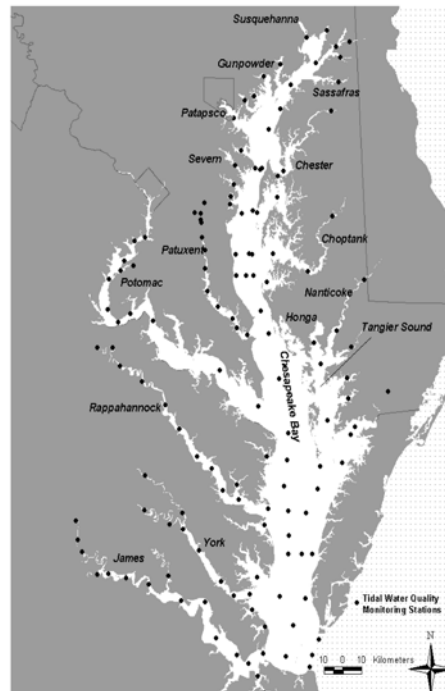 Susquehanna
Gunpowder
Sassafras
Patapsco
Severn
Chester
Choptank
Patuxent
Potomac
Nanticoke
Honga
Tangier Sound
Chesapeake Bay
Rappahannock
York
James
Tidal Water Quality
Monitoring Stations
N
10 0 10 Kilometers